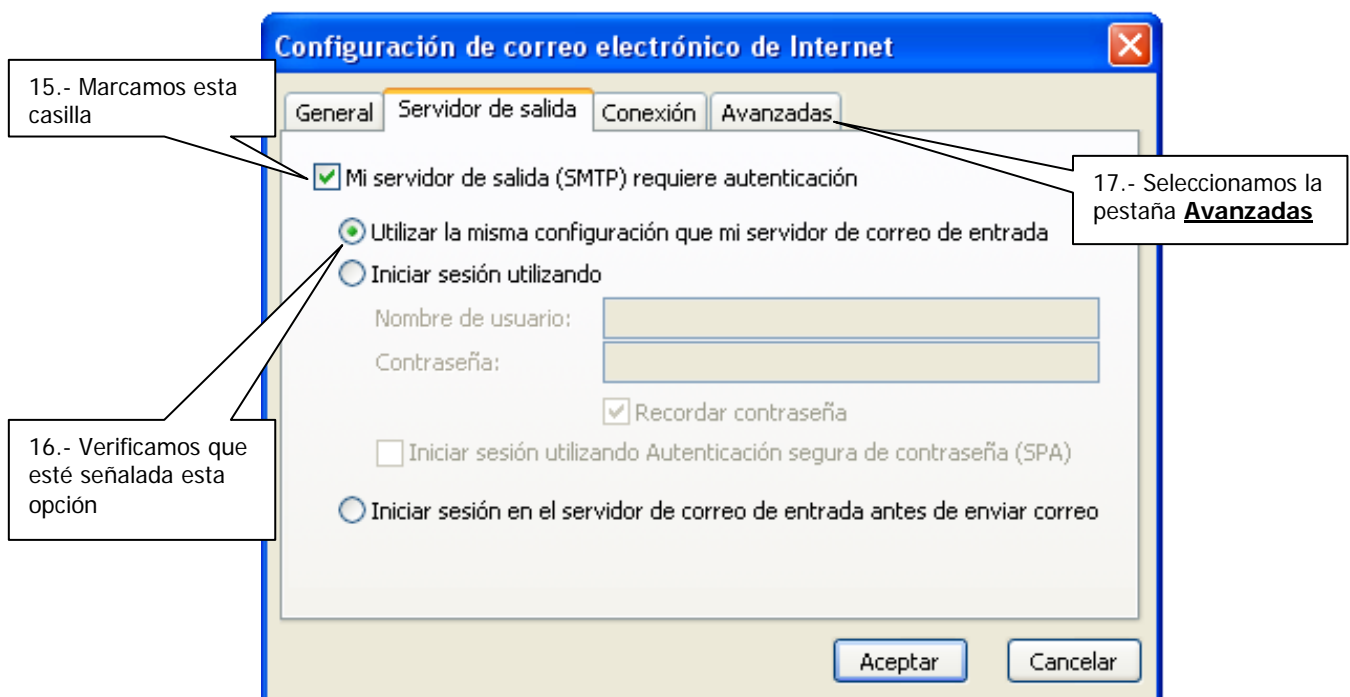 Configuración de correo electrónico de Internet
15.- Marcamos esta
casilla
General Servidor de salida Conexión Avanzadas
Mi servidor de salida (SMTP) requiere autenticación
17.- Seleccionamos la
pestaña Avanzadas
Utilizar la misma configuración que mi servidor de correo de entrada
Iniciar sesión utilizando
Nombre de usuario:
Contraseña:
Recordar contraseña
16.- Verificamos que
esté señalada esta
opción
Iniciar sesión utilizando Autenticación segura de contraseña (SPA)
Iniciar sesión en el servidor de correo de entrada antes de enviar correo
Aceptar Cancelar